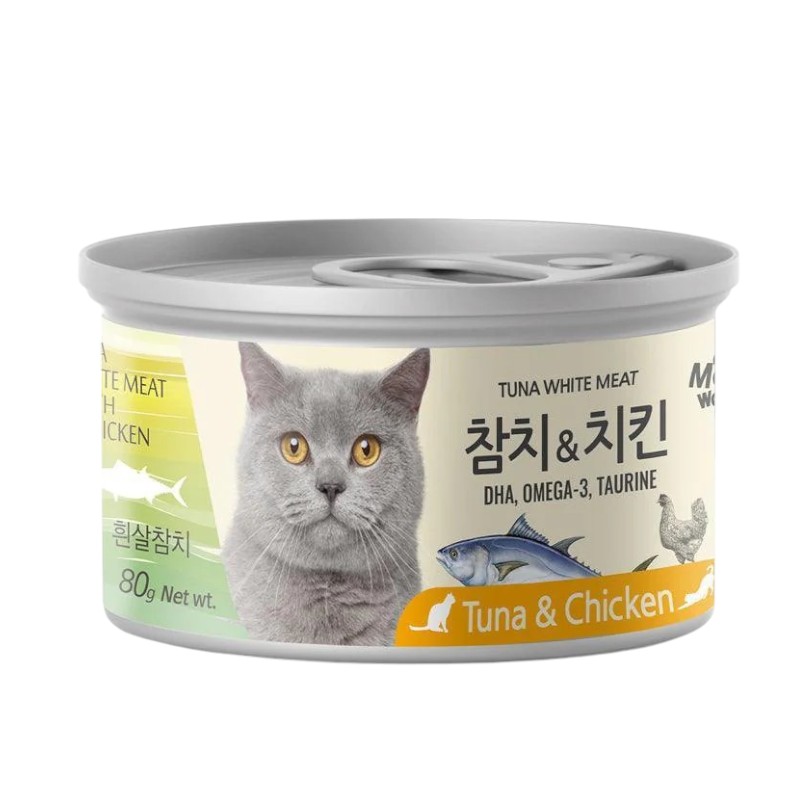 MEAT
흰살참치
80g Net wt.
TUNA WHITE MEAT
참치&치킨
DHA, OMEGA-3, TAURINE
Tuna & Chicken